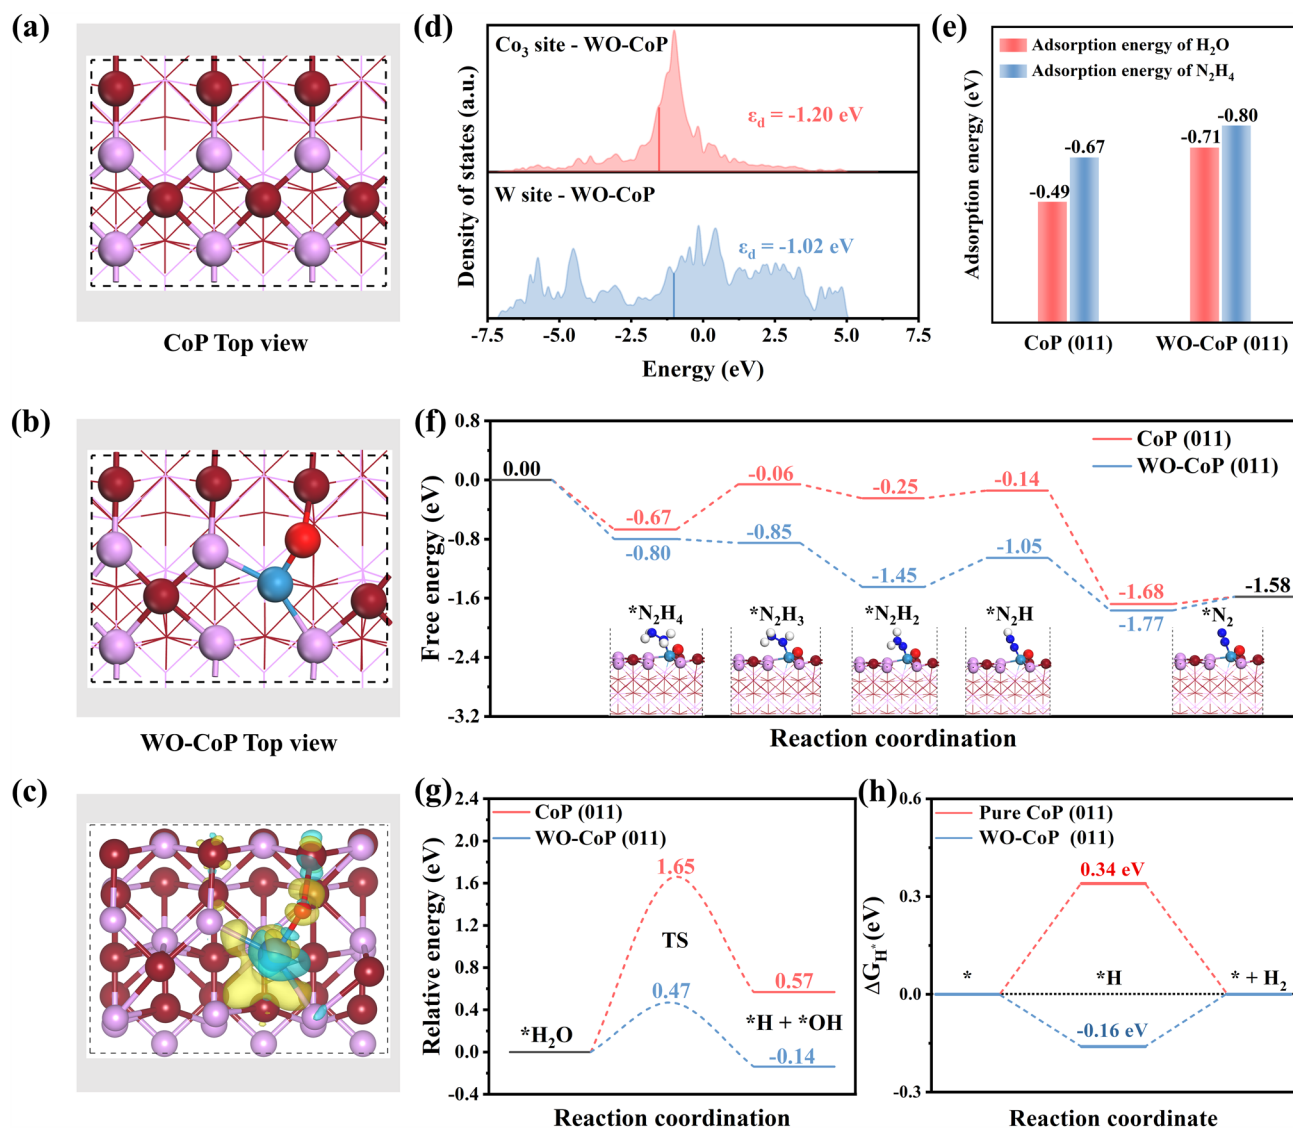 (a)
CoP Top view
(b)
WO-CoP Top view
(c)
(d)
Co₃ site - WO-CoP
εd = -1.20 eV
W site - WO-CoP
εd = -1.02 eV
Density of states (a.u.)
-7.5 -5.0 -2.5 0.0 2.5 5.0 7.5
Energy (eV)
(e)
Adsorption energy of H₂O
Adsorption energy of N₂H₄
Adsorption energy (eV)
-0.49
-0.67
-0.71
-0.80
CoP (011)
WO-CoP (011)
(f)
CoP (011)
WO-CoP (011)
Free energy (eV)
0.8
0.0
-0.8
-1.6
-2.4
-3.2
0.00
-0.67
-0.80
-0.06
-0.85
-0.25
-1.45
-0.14
-1.05
-1.68
-1.77
-1.58
*N₂H₄
*N₂H₃
*N₂H₂
*N₂H
*N₂
Reaction coordination
(g)
CoP (011)
WO-CoP (011)
Relative energy (eV)
2.4
2.0
1.6
1.2
0.8
0.4
0.0
-0.4
1.65
TS
0.47
0.57
*H₂O
*H + *OH
-0.14
Reaction coordination
(h)
Pure CoP (011)
WO-CoP (011)
ΔG_H* (eV)
0.6
0.3
0.0
-0.3
0.34 eV
*
*H
* + H₂
-0.16 eV
Reaction coordinate